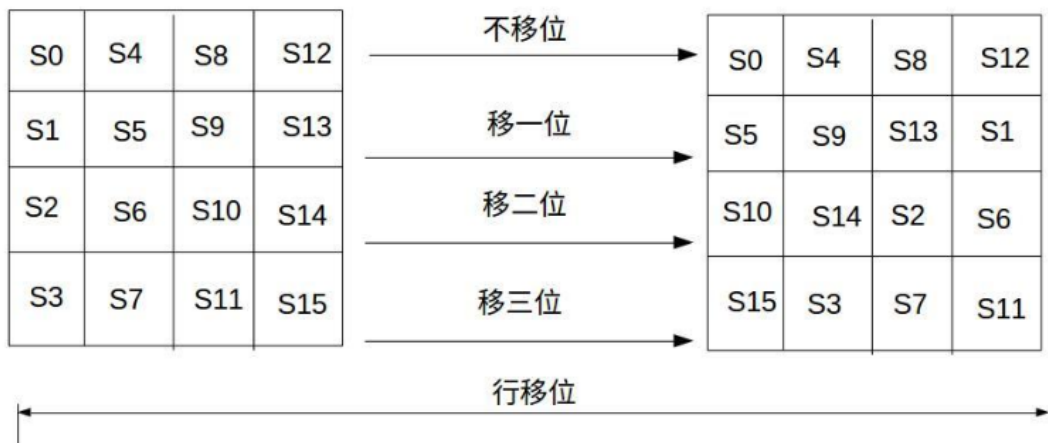 不移位
S0 S4 S8 S12 S0 S4 S8 S12
移一位
S1 S5 S9 S13 S5 S9 S13 S1
移二位
S2 S6 S10 S14 S10 S14 S2 S6
移三位
S3 S7 S11 S15 S15 S3 S7 S11
行移位